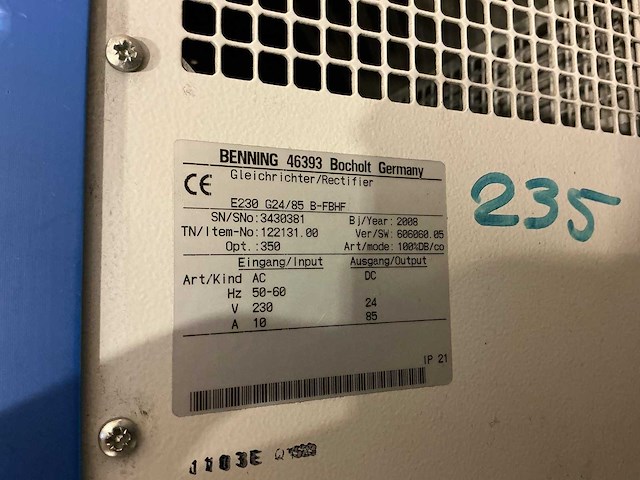 BENNING 46393 Bocholt Germany
CE Gleichrichter/Rectifier
E230 G24/85 B-FBHF
SN/SNo:3430381 Bj/Year: 2008
TN/Item-No:122131.00 Ver/SW: 606060.05
Opt.:350 Art/mode: 100%DB/co
Eingang/Input Ausgang/Output
Art/Kind AC DC
Hz 50-60
V 230 24
A 10 85
IP 21
235
1103E